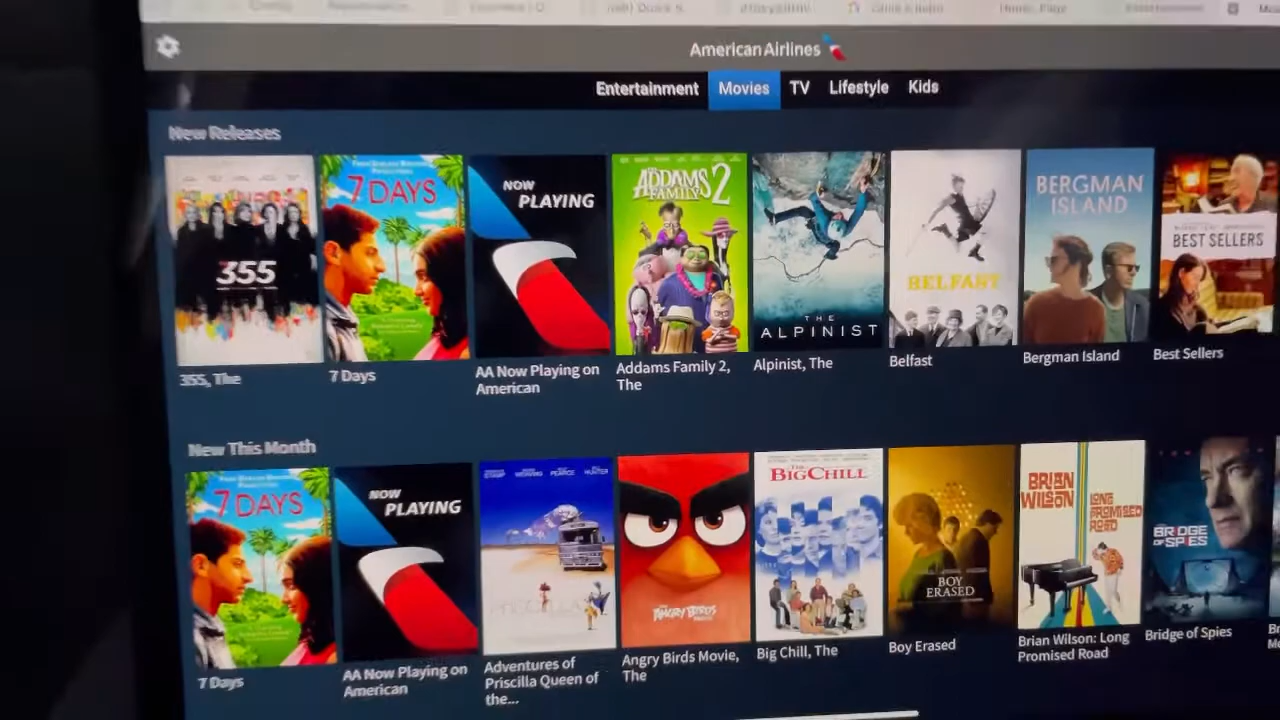 American Airlines
Entertainment Movies TV Lifestyle Kids
New Releases
355
7 DAYS
NOW
PLAYING
THE
ADDAMS
FAMILY 2
THE
ALPINIST
BELFAST
BERGMAN
ISLAND
BEST SELLERS
355, The
7 Days
AA Now Playing on
American
Addams Family 2,
The
Alpinist, The
Belfast
Bergman Island
Best Sellers
New This Month
7 DAYS
NOW
PLAYING
THE
BIG CHILL
BOY
ERASED
BRIAN
WILSON
LONG
PROMISED
ROAD
BRIDGE
OF SPIES
ANGRY BIRDS
7 Days
AA Now Playing on
American
Adventures of
Priscilla Queen of
the...
Angry Birds Movie,
The
Big Chill, The
Boy Erased
Brian Wilson: Long
Promised Road
Bridge of Spies